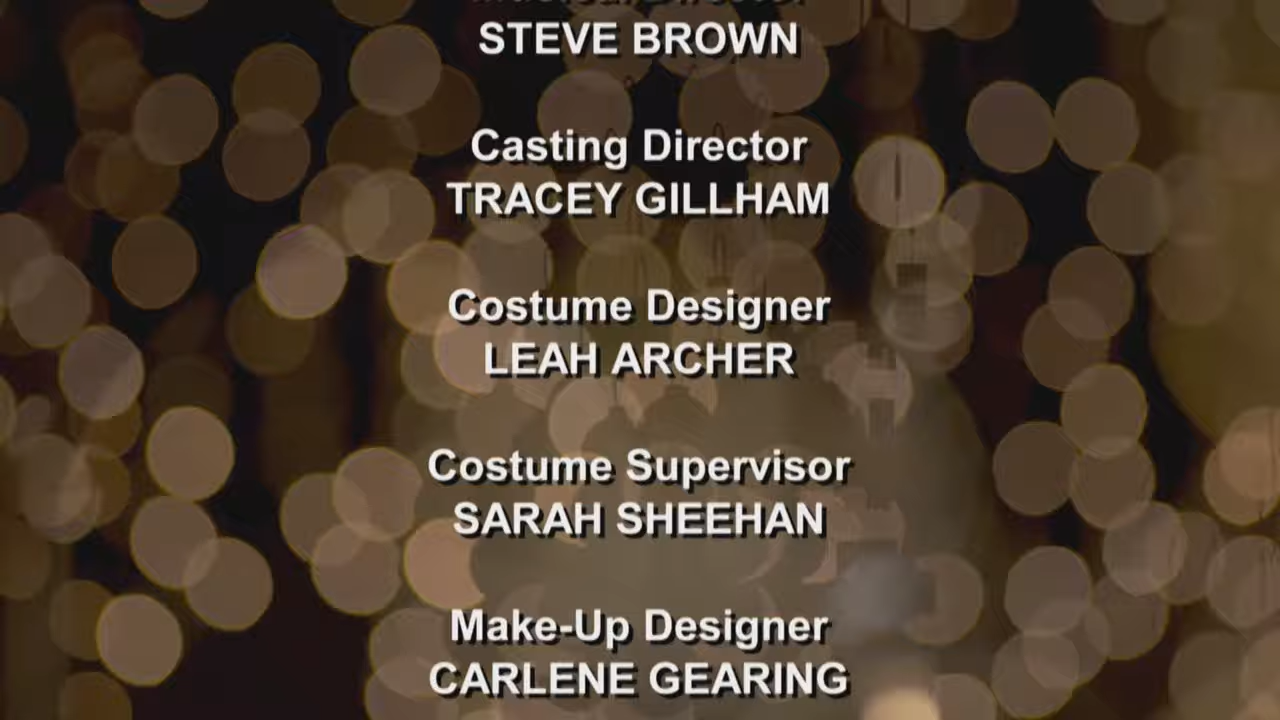 STEVE BROWN
Casting Director
TRACEY GILLHAM
Costume Designer
LEAH ARCHER
Costume Supervisor
SARAH SHEEHAN
Make-Up Designer
CARLENE GEARING